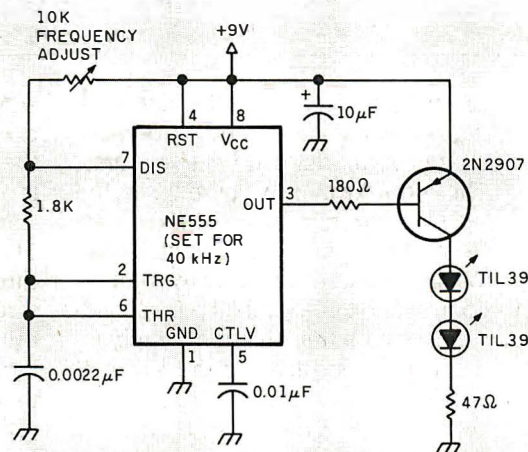 10K
FREQUENCY
ADJUST
+9V
4
8
RST
VCC
+
10µF
7
DIS
2N2907
3
180Ω
1.8K
NE555
OUT
(SET FOR
40 kHz)
2
TRG
TIL39
6
THR
GND
CTLV
TIL39
1
5
0.0022µF
0.01µF
47Ω